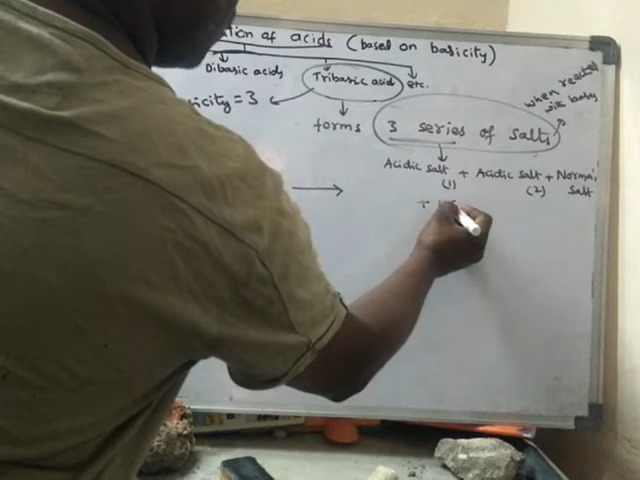 tion of acids (based on basicity)
Dibasic acids Tribasic acid etc.
icity = 3
when reacted
with bases
forms 3 series of salts
Acidic salt + Acidic salt + Normal
(1) (2) salt
+